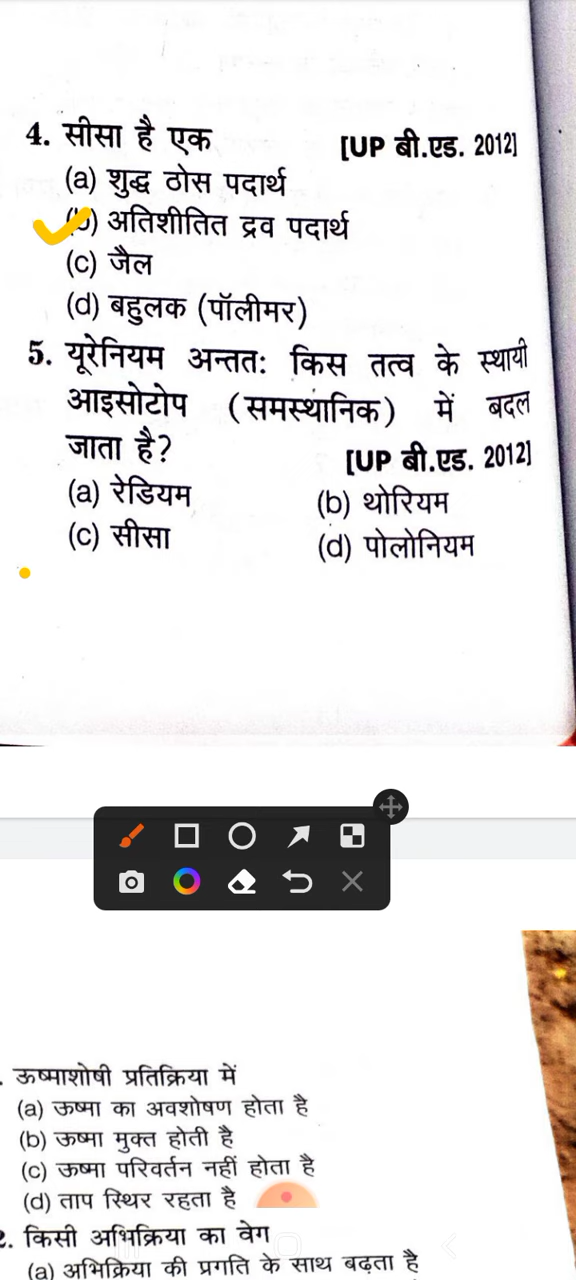 4. सीसा है एक [UP बी.एड. 2012]
(a) शुद्ध ठोस पदार्थ
(b) अतिशीतित द्रव पदार्थ
(c) जैल
(d) बहुलक (पॉलीमर)
5. यूरेनियम अन्ततः किस तत्व के स्थायी
आइसोटोप (समस्थानिक) में बदल
जाता है? [UP बी.एड. 2012]
(a) रेडियम (b) थोरियम
(c) सीसा (d) पोलोनियम
. ऊष्माशोषी प्रतिक्रिया में
(a) ऊष्मा का अवशोषण होता है
(b) ऊष्मा मुक्त होती है
(c) ऊष्मा परिवर्तन नहीं होता है
(d) ताप स्थिर रहता है
2. किसी अभिक्रिया का वेग
(a) अभिक्रिया की प्रगति के साथ बढ़ता है